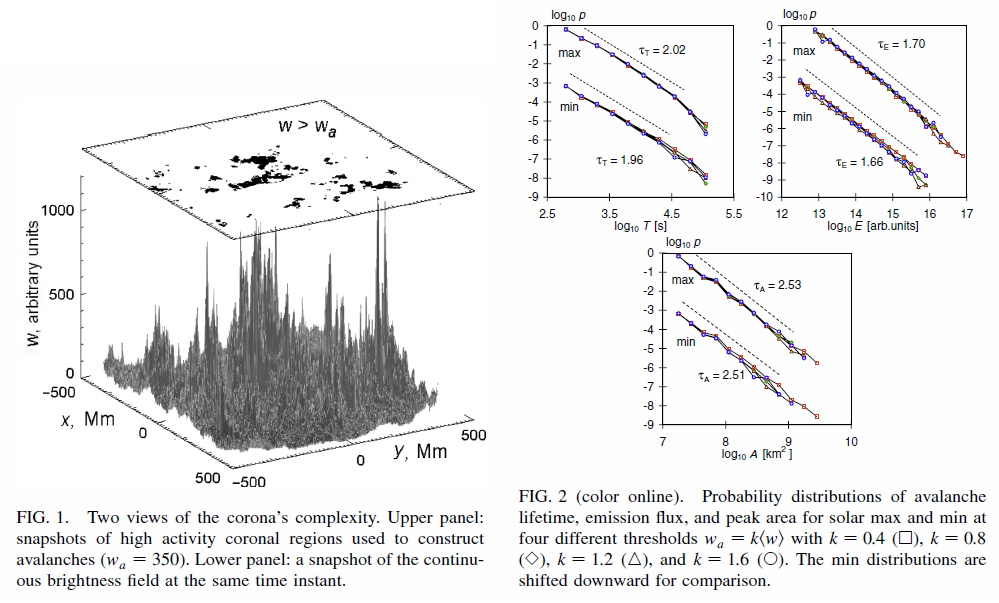 w > wa
1000
500
0
w, arbitrary units
−500
0
500
x, Mm
−500
0
500
y, Mm
FIG. 1. Two views of the corona's complexity. Upper panel:
snapshots of high activity coronal regions used to construct
avalanches (wa = 350). Lower panel: a snapshot of the continu-
ous brightness field at the same time instant.
log10 p
0
-1
-2
-3
-4
-5
-6
-7
-8
-9
max
τT = 2.02
min
τT = 1.96
2.5 3.5 4.5 5.5
log10 T [s]
log10 p
0
-1
-2
-3
-4
-5
-6
-7
-8
-9
-10
max
τE = 1.70
min
τE = 1.66
12 13 14 15 16 17
log10 E [arb.units]
log10 p
0
-1
-2
-3
-4
-5
-6
-7
-8
-9
max
τA = 2.53
min
τA = 2.51
7 8 9 10
log10 A [km2]
FIG. 2 (color online). Probability distributions of avalanche
lifetime, emission flux, and peak area for solar max and min at
four different thresholds wa = k⟨w⟩ with k = 0.4 (□), k = 0.8
(◇), k = 1.2 (△), and k = 1.6 (○). The min distributions are
shifted downward for comparison.